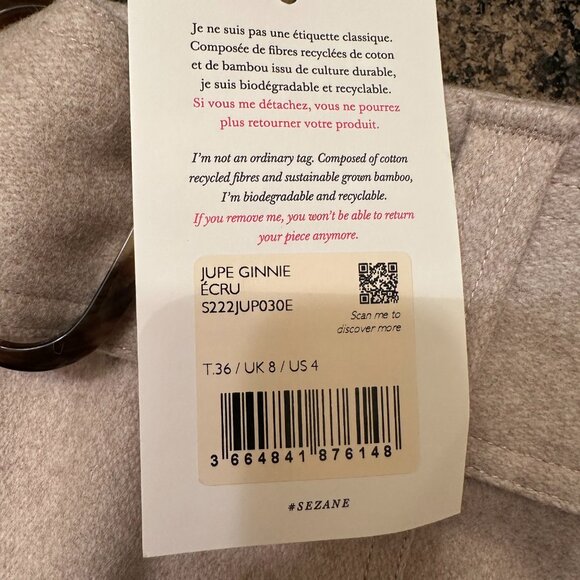 Je ne suis pas une étiquette classique.
Composée de fibres recyclées de coton
et de bambou issu de culture durable,
je suis biodégradable et recyclable.
Si vous me détachez, vous ne pourrez
plus retourner votre produit.
I'm not an ordinary tag. Composed of cotton
recycled fibres and sustainable grown bamboo,
I'm biodegradable and recyclable.
If you remove me, you won't be able to return
your piece anymore.
JUPE GINNIE
ÉCRU
S222JUP030E
Scan me to
discover more
T.36 / UK 8 / US 4
3 664841 876148
#SEZANE